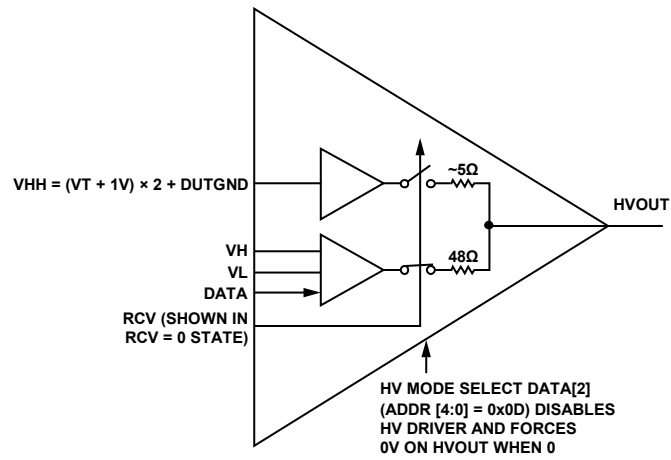 ~5Ω
VHH = (VT + 1V) × 2 + DUTGND
HVOUT
VH
48Ω
VL
DATA
RCV (SHOWN IN
RCV = 0 STATE)
HV MODE SELECT DATA[2]
(ADDR [4:0] = 0x0D) DISABLES
HV DRIVER AND FORCES
0V ON HVOUT WHEN 0